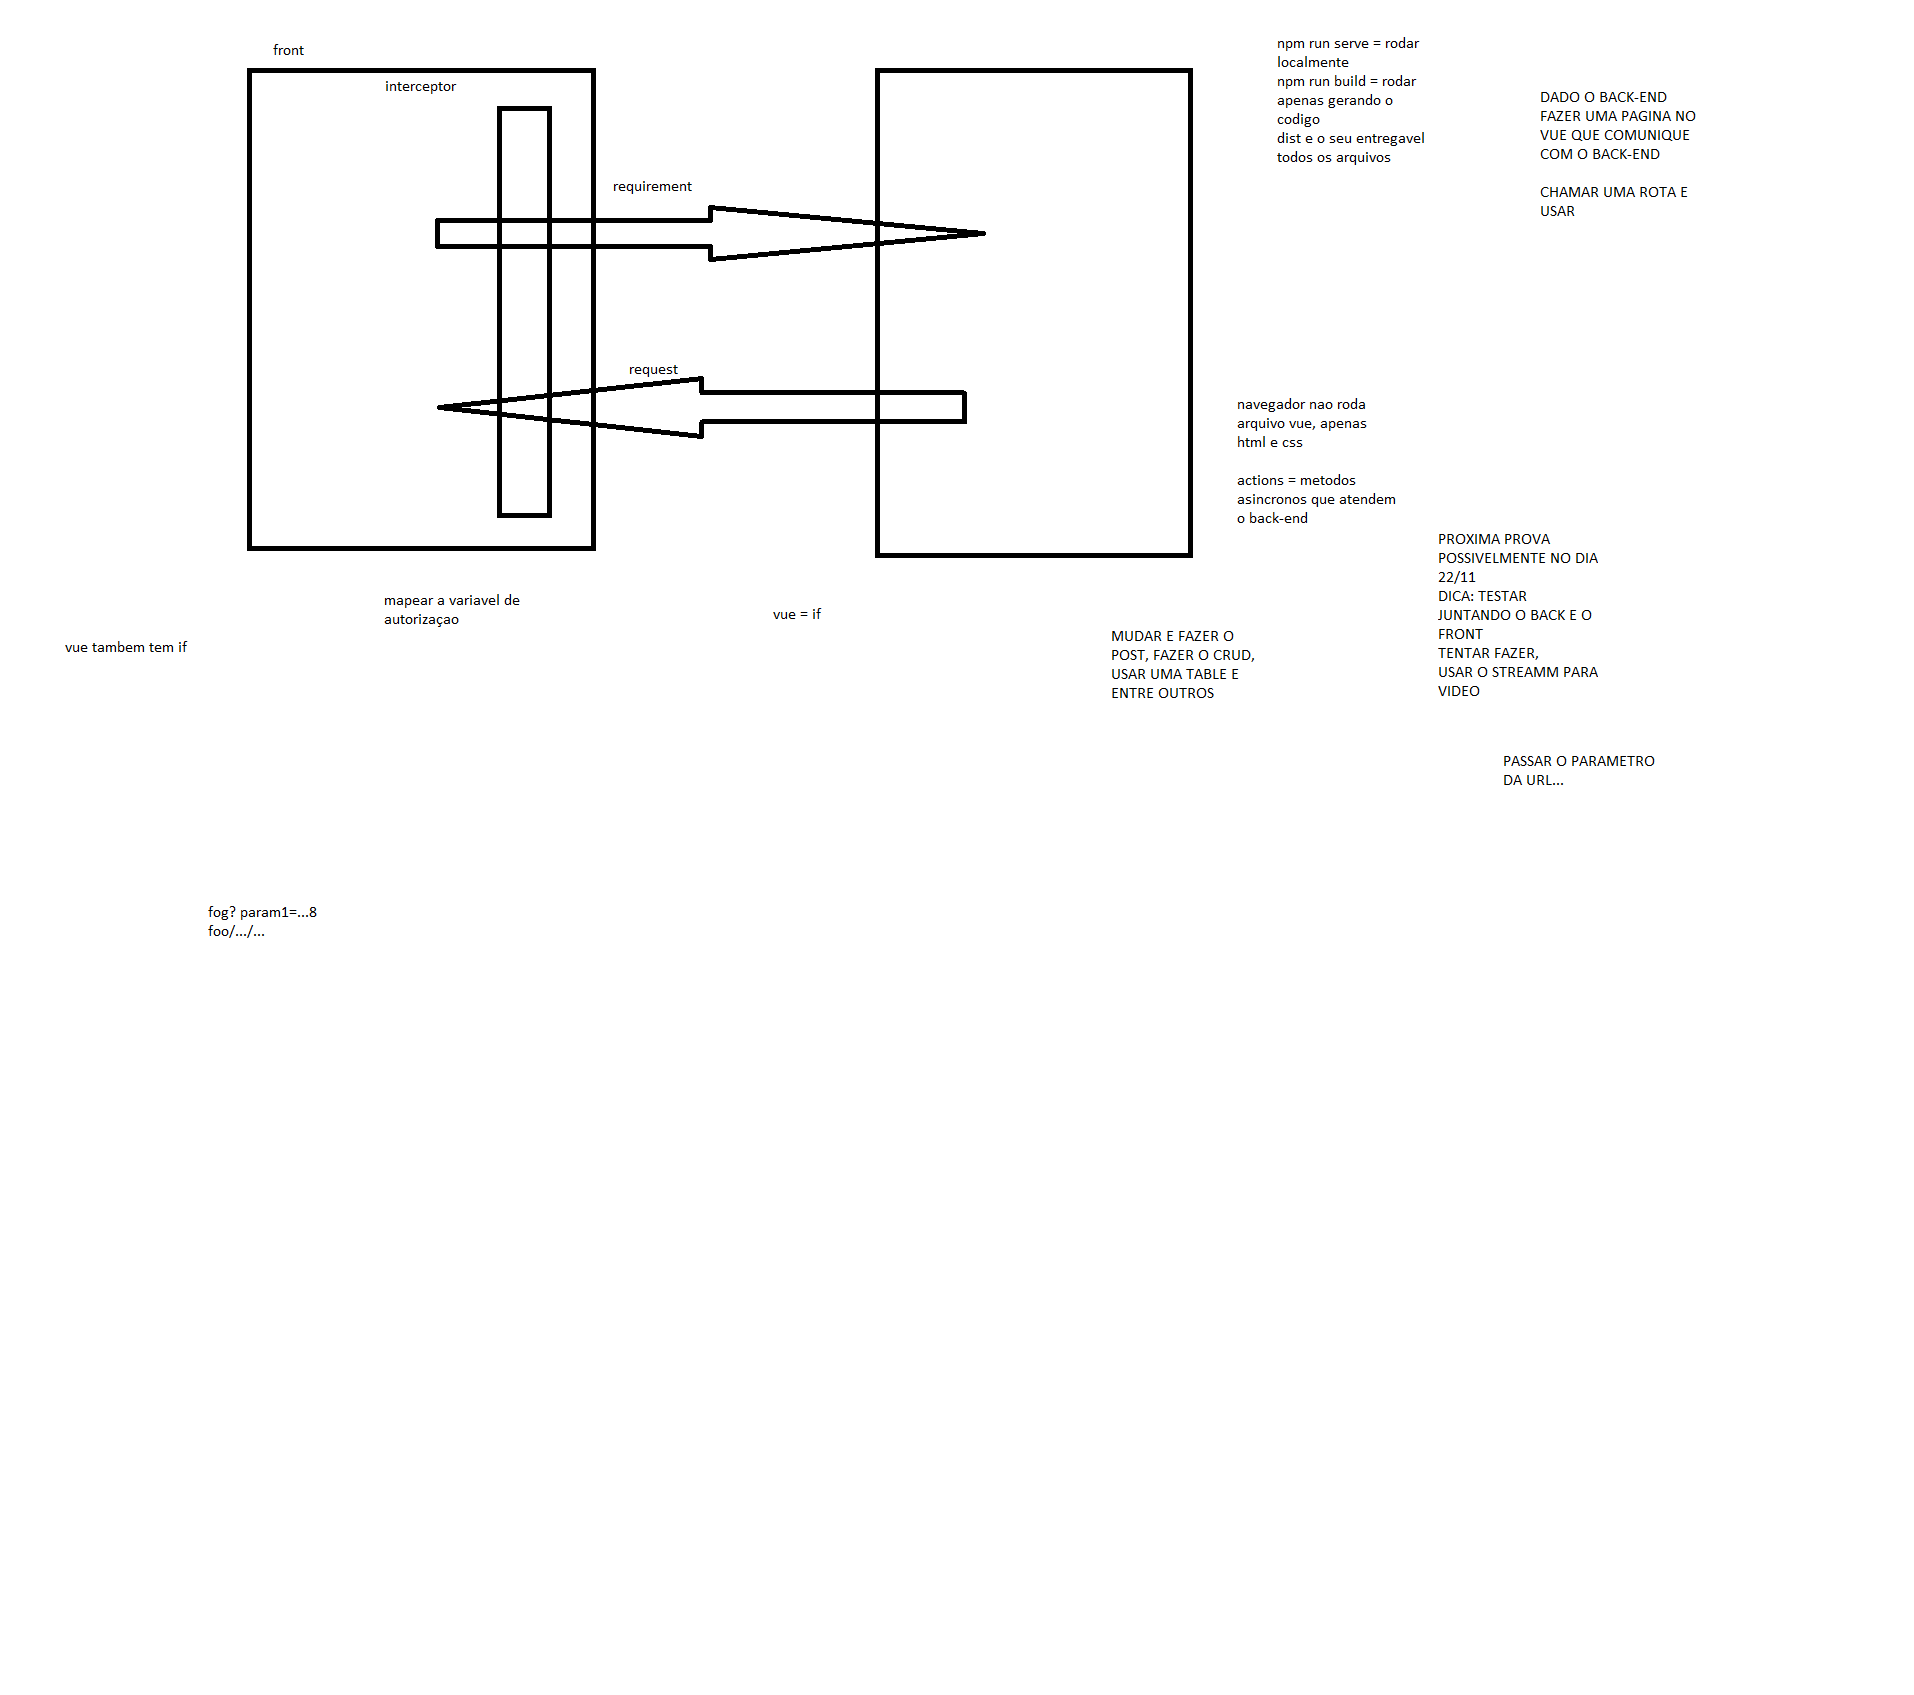 front
interceptor
requirement
request
npm run serve = rodar
localmente
npm run build = rodar
apenas gerando o
codigo
dist e o seu entregavel
todos os arquivos
DADO O BACK-END
FAZER UMA PAGINA NO
VUE QUE COMUNIQUE
COM O BACK-END
CHAMAR UMA ROTA E
USAR
navegador nao roda
arquivo vue, apenas
html e css
actions = metodos
asincronos que atendem
o back-end
PROXIMA PROVA
POSSIVELMENTE NO DIA
22/11
DICA: TESTAR
JUNTANDO O BACK E O
FRONT
TENTAR FAZER,
USAR O STREAMM PARA
VIDEO
mapear a variavel de
autorizaçao
vue = if
vue tambem tem if
MUDAR E FAZER O
POST, FAZER O CRUD,
USAR UMA TABLE E
ENTRE OUTROS
PASSAR O PARAMETRO
DA URL...
fog? param1=...8
foo/.../...